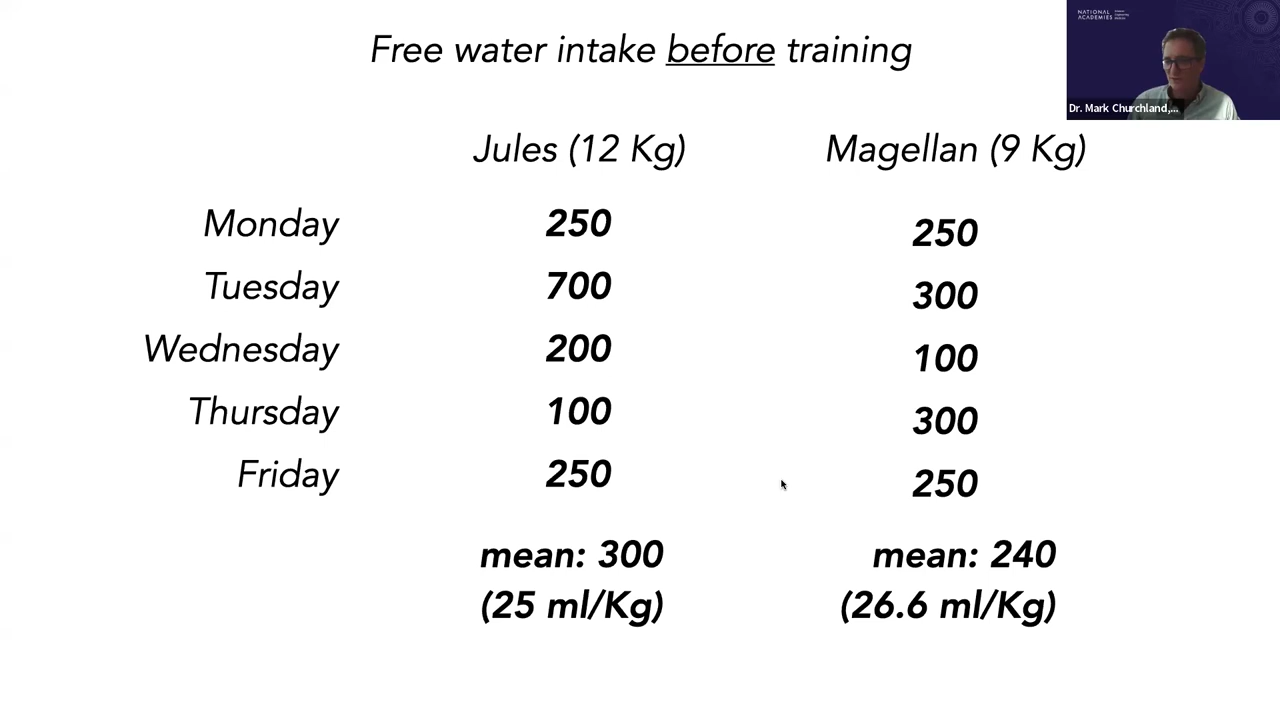 Free water intake before training
NATIONAL
ACADEMIES
Dr. Mark Churchland,...
Jules (12 Kg) Magellan (9 Kg)
Monday 250 250
Tuesday 700 300
Wednesday 200 100
Thursday 100 300
Friday 250 250
mean: 300 mean: 240
(25 ml/Kg) (26.6 ml/Kg)